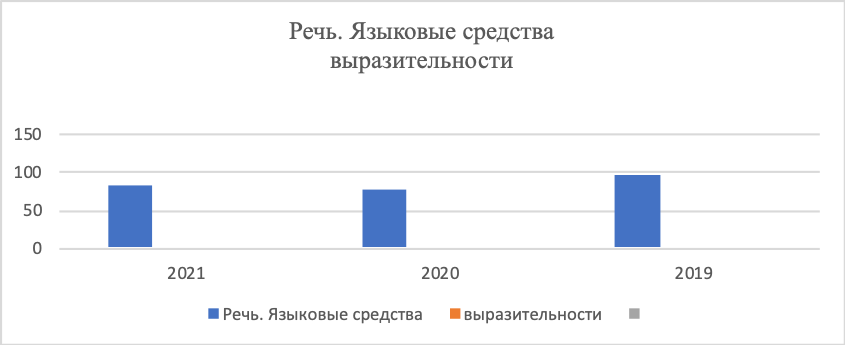 Речь. Языковые средства
выразительности
150
100
50
0
2021 2020 2019
Речь. Языковые средства выразительности